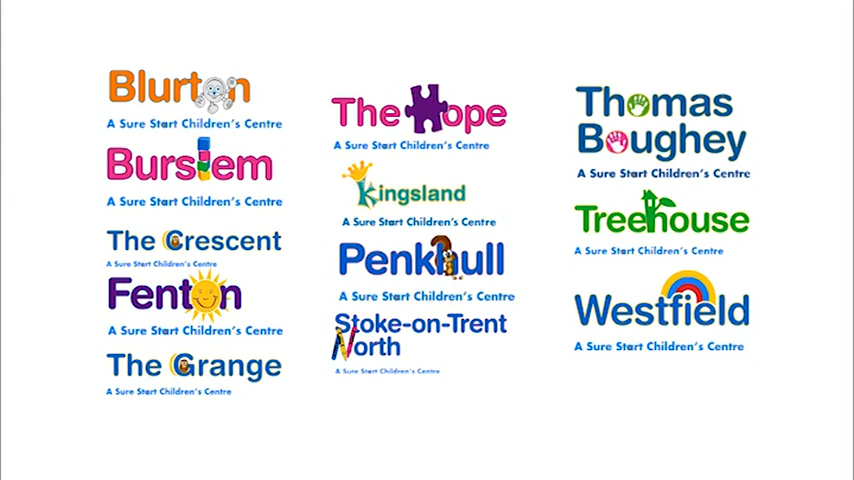 Blurton
A Sure Start Children's Centre
Burslem
A Sure Start Children's Centre
The Crescent
A Sure Start Children's Centre
Fenton
A Sure Start Children's Centre
The Grange
A Sure Start Children's Centre
The Hope
A Sure Start Children's Centre
Kingsland
A Sure Start Children's Centre
Penkhull
A Sure Start Children's Centre
Stoke-on-Trent
North
A Sure Start Children's Centre
Thomas
Boughey
A Sure Start Children's Centre
Treehouse
A Sure Start Children's Centre
Westfield
A Sure Start Children's Centre